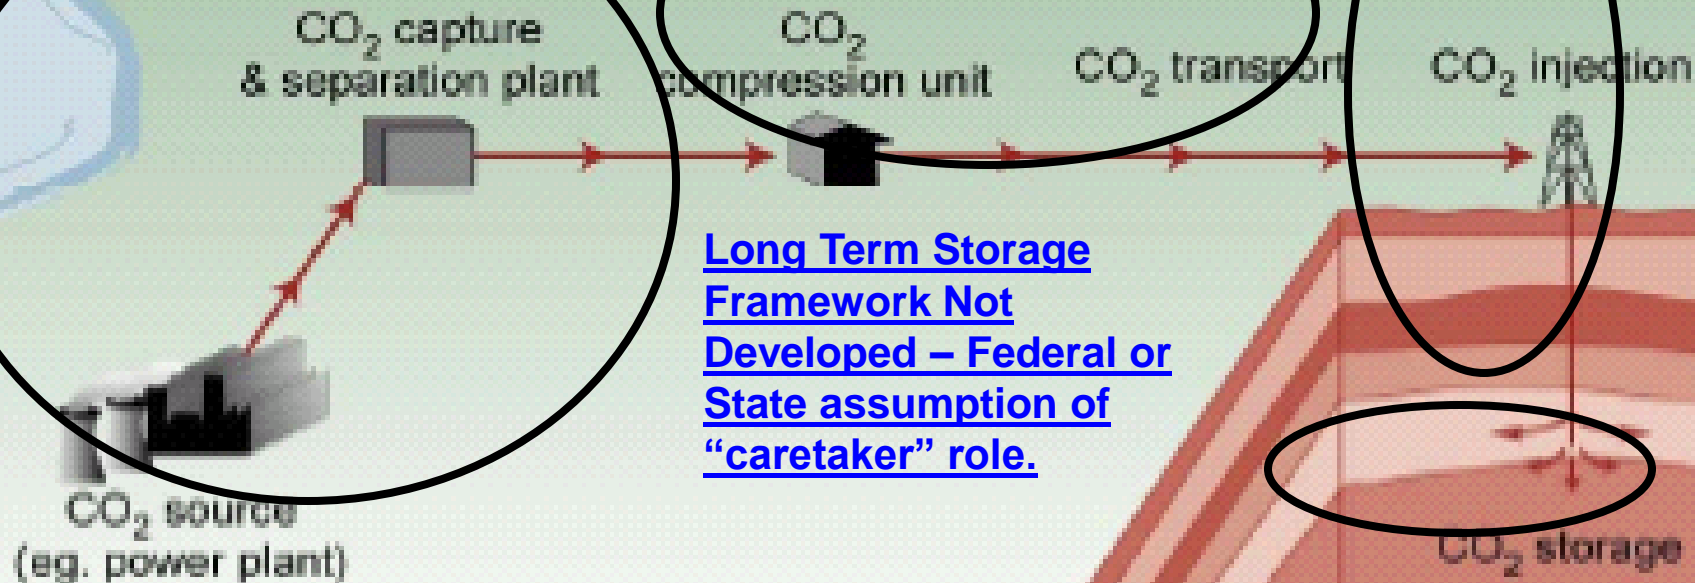 CO₂ capture
& separation plant
CO₂
compression unit
CO₂ transport
CO₂ injection
Long Term Storage
Framework Not
Developed – Federal or
State assumption of
“caretaker” role.
CO₂ source
(eg. power plant)
CO₂ storage